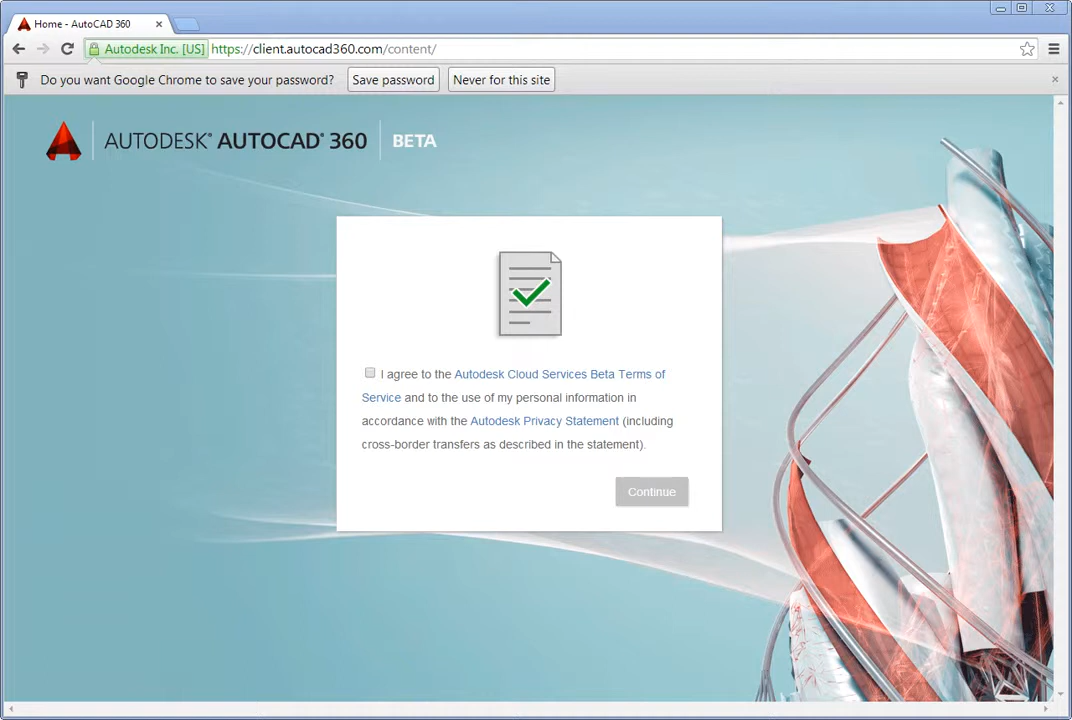 Home - AutoCAD 360
Autodesk Inc. [US] https://client.autocad360.com/content/
Do you want Google Chrome to save your password? Save password Never for this site
AUTODESK® AUTOCAD® 360 BETA
I agree to the Autodesk Cloud Services Beta Terms of
Service and to the use of my personal information in
accordance with the Autodesk Privacy Statement (including
cross-border transfers as described in the statement).
Continue